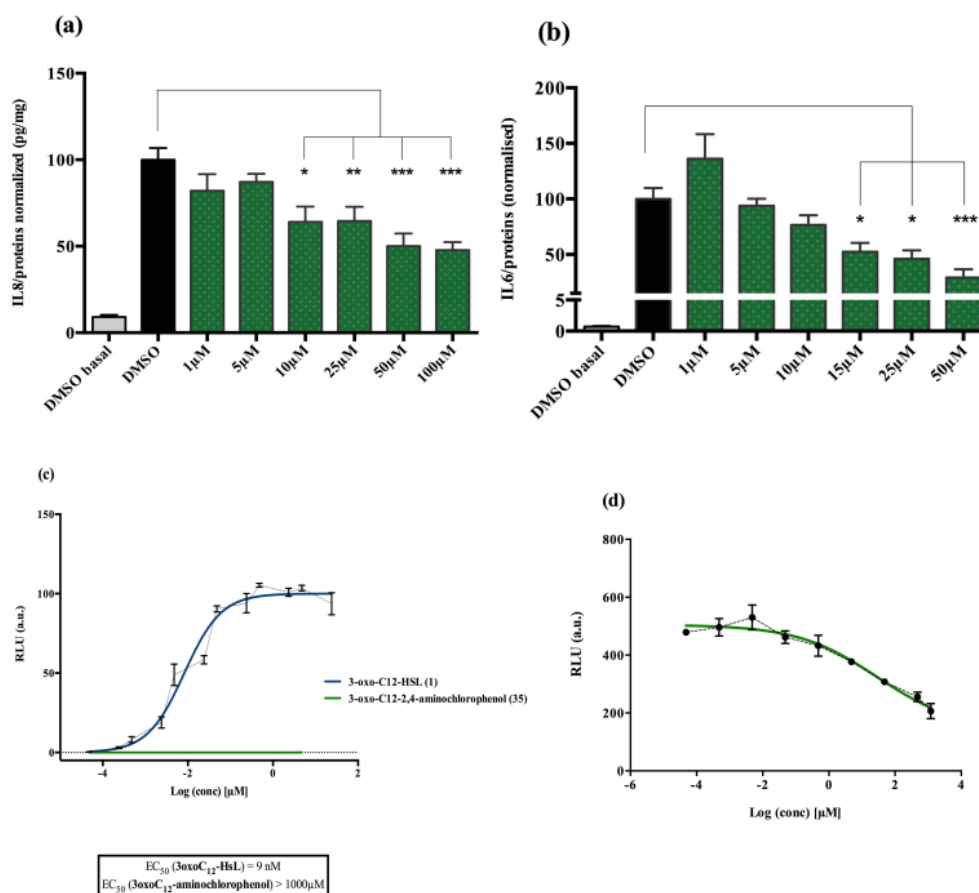 (a)
IL8/proteins normalized (pg/mg)
150
100
50
0
* ** *** ***
DMSO basal
DMSO
1µM
5µM
10µM
25µM
50µM
100µM
(b)
IL6/proteins (normalised)
200
150
100
50
5
0
* * ***
DMSO basal
DMSO
1µM
5µM
10µM
15µM
25µM
50µM
(c)
RLU (a.u.)
150
100
50
0
3-oxo-C12-HSL (1)
3-oxo-C12-2,4-aminochlorophenol (35)
-4 -2 0 2
Log (conc) [µM]
EC50 (3oxoC12-HsL) = 9 nM
EC50 (3oxoC12-aminochlorophenol) > 1000µM
(d)
RLU (a.u.)
800
600
400
200
0
-6 -4 -2 0 2 4
Log (conc) [µM]